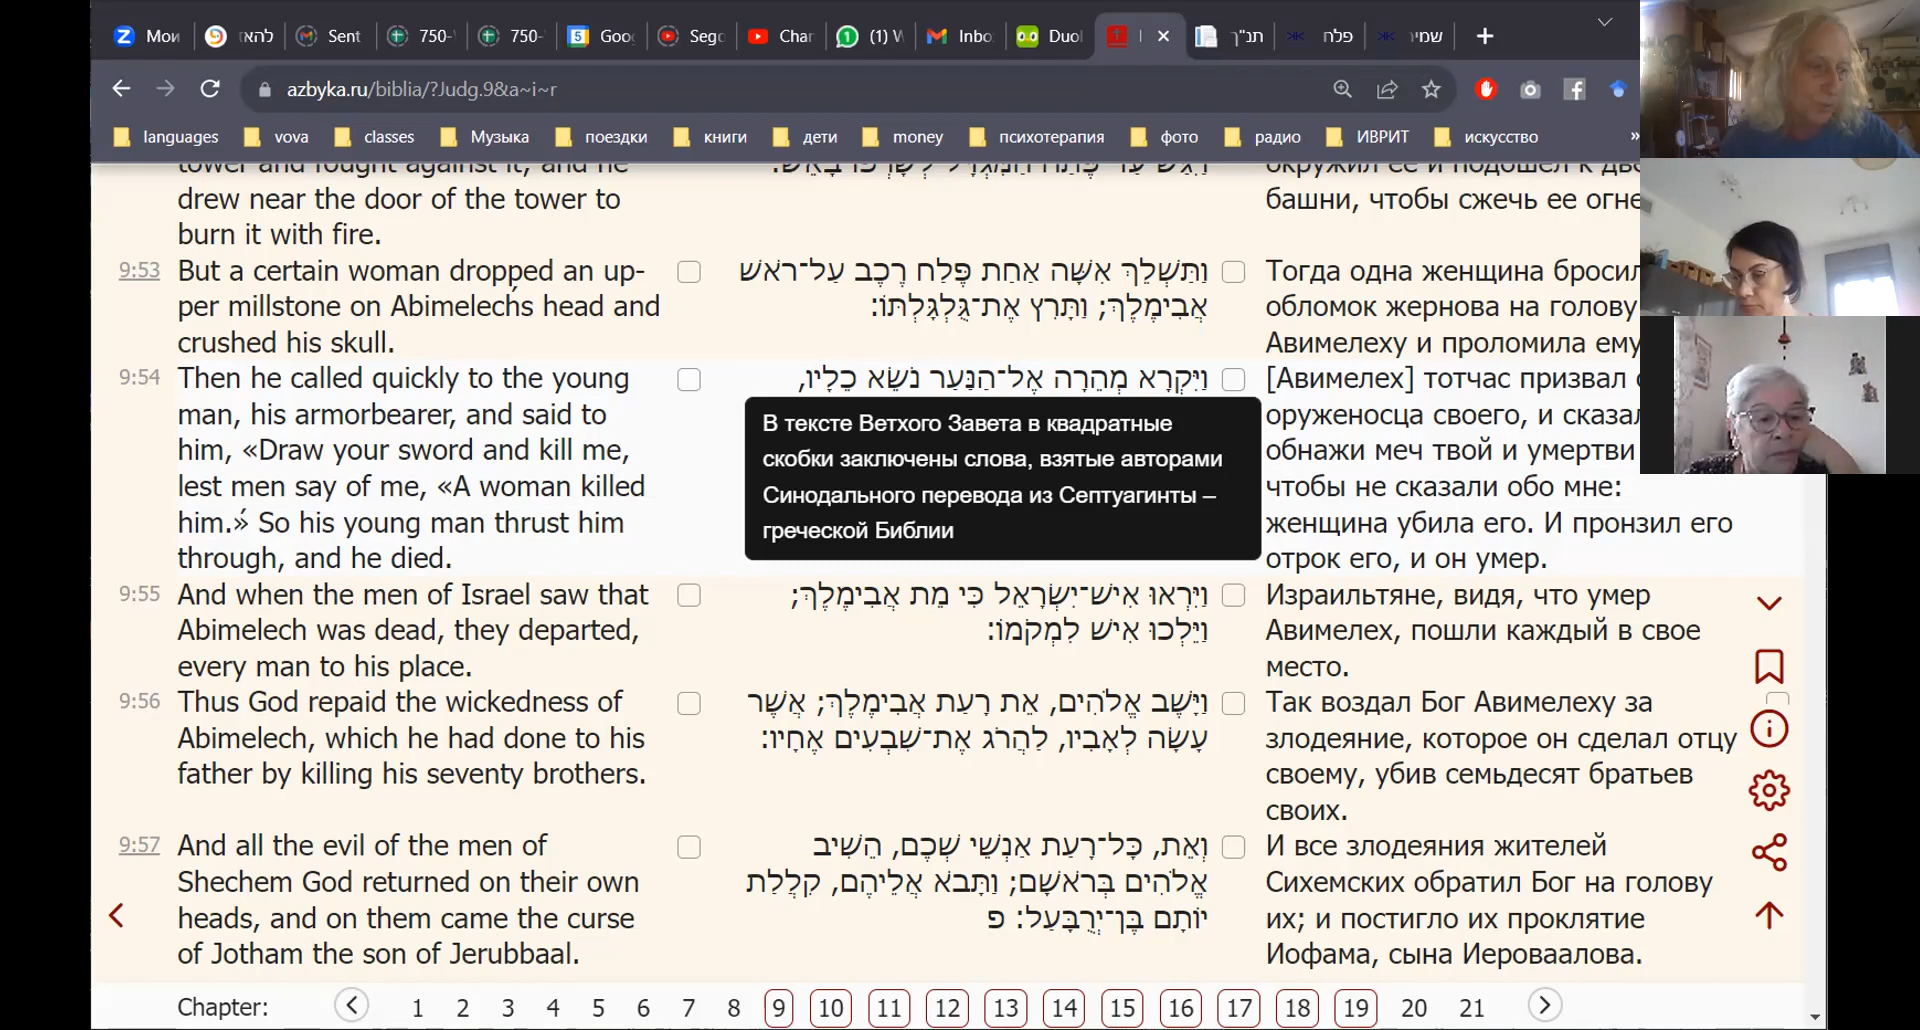 Мои
להאז
Sent
750-
750-
Goo
Sego
Char
(1) W
Inbo
Duol
תנ"ך
פלח
שמיר
azbyka.ru/biblia/?Judg.9&a~i~r
languages
vova
classes
Музыка
поездки
книги
дети
money
психотерапия
фото
радио
ИВРИТ
искусство
»
tower and fought against it, and he
drew near the door of the tower to
burn it with fire.
окружил ее и подошел к
башни, чтобы сжечь ее огне
9:53
But a certain woman dropped an up-
per millstone on Abimelech́s head and
crushed his skull.
וַתַּשְׁלֵךְ אִשָּׁה אַחַת פֶּלַח רֶכֶב עַל־רֹאשׁ
אֲבִימֶלֶךְ; וַתָּרִץ אֶת־גֻּלְגָּלְתּוֹ׃
Тогда одна женщина бросил
обломок жернова на голову
Авимелеху и проломила ему
9:54
Then he called quickly to the young
man, his armorbearer, and said to
him, «Draw your sword and kill me,
lest men say of me, «A woman killed
him.»́ So his young man thrust him
through, and he died.
וַיִּקְרָא מְהֵרָה אֶל־הַנַּעַר נֹשֵׂא כֵלָיו,
В тексте Ветхого Завета в квадратные
скобки заключены слова, взятые авторами
Синодального перевода из Септуагинты –
греческой Библии
[Авимелех] тотчас призвал
оруженосца своего, и сказал
обнажи меч твой и умертви
чтобы не сказали обо мне:
женщина убила его. И пронзил его
отрок его, и он умер.
9:55
And when the men of Israel saw that
Abimelech was dead, they departed,
every man to his place.
וַיִּרְאוּ אִישׁ־יִשְׂרָאֵל כִּי מֵת אֲבִימֶלֶךְ;
וַיֵּלְכוּ אִישׁ לִמְקֹמוֹ׃
Израильтяне, видя, что умер
Авимелех, пошли каждый в свое
место.
9:56
Thus God repaid the wickedness of
Abimelech, which he had done to his
father by killing his seventy brothers.
וַיָּשֶׁב אֱלֹהִים, אֵת רָעַת אֲבִימֶלֶךְ; אֲשֶׁר
עָשָׂה לְאָבִיו, לַהֲרֹג אֶת־שִׁבְעִים אֶחָיו׃
Так воздал Бог Авимелеху за
злодеяние, которое он сделал отцу
своему, убив семьдесят братьев
своих.
9:57
And all the evil of the men of
Shechem God returned on their own
heads, and on them came the curse
of Jotham the son of Jerubbaal.
וְאֵת, כָּל־רָעַת אַנְשֵׁי שְׁכֶם, הֵשִׁיב
אֱלֹהִים בְּרֹאשָׁם; וַתָּבֹא אֲלֵיהֶם, קִלֲלַת
יוֹתָם בֶּן־יְרֻבָּעַל׃ פ
И все злодеяния жителей
Сихемских обратил Бог на голову
их; и постигло их проклятие
Иофама, сына Иероваалова.
Chapter:
1 2 3 4 5 6 7 8 9 10 11 12 13 14 15 16 17 18 19 20 21